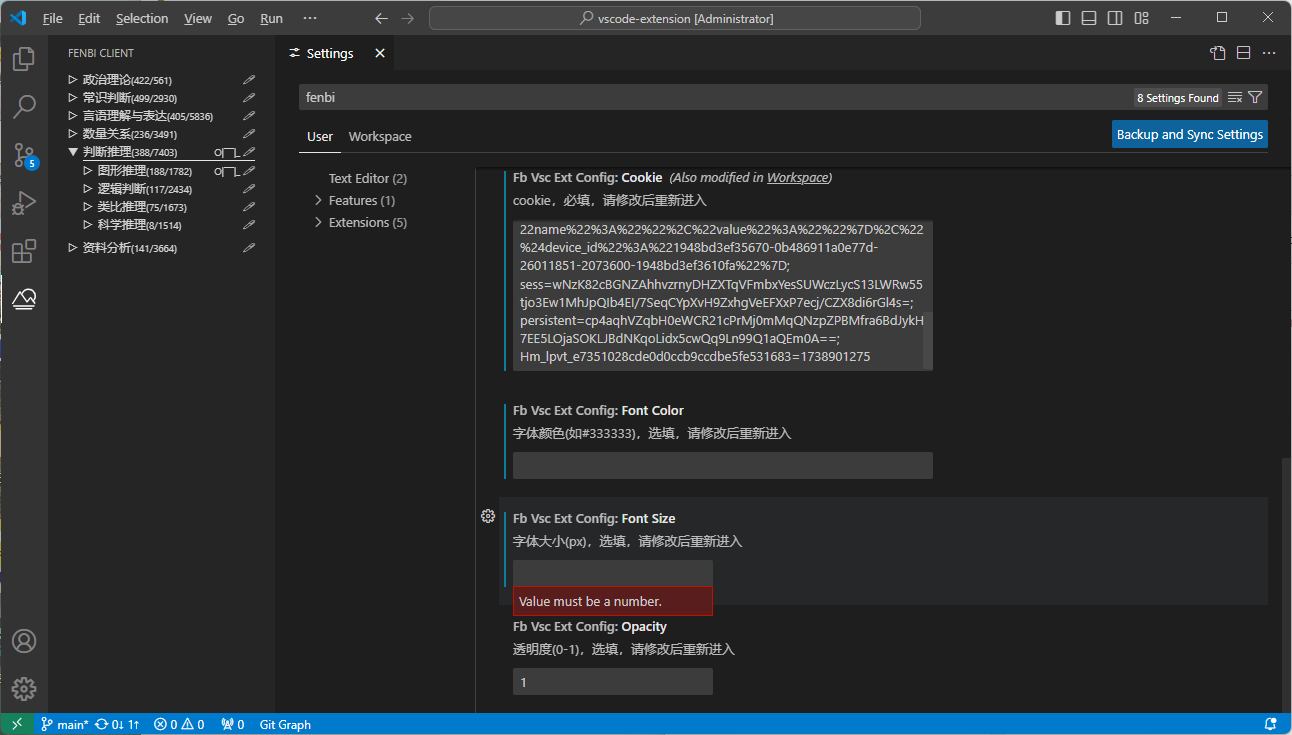 File Edit Selection View Go Run ··· vscode-extension [Administrator]
FENBI CLIENT
政治理论(422/561)
常识判断(499/2930)
言语理解与表达(405/5836)
数量关系(236/3491)
判断推理(388/7403)
图形推理(188/1782)
逻辑判断(117/2434)
类比推理(75/1673)
科学推理(8/1514)
资料分析(141/3664)
5
Settings
fenbi 8 Settings Found
User Workspace Backup and Sync Settings
Text Editor (2)
Features (1)
Extensions (5)
Fb Vsc Ext Config: Cookie (Also modified in Workspace)
cookie，必填，请修改后重新进入
22name%22%3A%22%22%2C%22value%22%3A%22%22%7D%2C%22
%24device_id%22%3A%221948bd3ef35670-0b486911a0e77d-
26011851-2073600-1948bd3ef3610fa%22%7D;
sess=wNzK82cBGNZAhhvzrnyDHZXTqVFmbxYesSUWczLycS13LWRw55
tjo3Ew1MhJpQIb4EI/7SeqCYpXvH9ZxhgVeEFXxP7ecj/CZX8di6rGl4s=;
persistent=cp4aqhVZqbH0eWCR21cPrMj0mMqQNzpZPBMfra6BdJykH
7EE5LOjaSOKLJBdNKqoLidx5cwQq9Ln99Q1aQEm0A==;
Hm_lpvt_e7351028cde0d0ccb9ccdbe5fe531683=1738901275
Fb Vsc Ext Config: Font Color
字体颜色(如#333333)，选填，请修改后重新进入
Fb Vsc Ext Config: Font Size
字体大小(px)，选填，请修改后重新进入
Value must be a number.
Fb Vsc Ext Config: Opacity
透明度(0-1)，选填，请修改后重新进入
1
main* 0↓ 1↑ 0 0 0 Git Graph